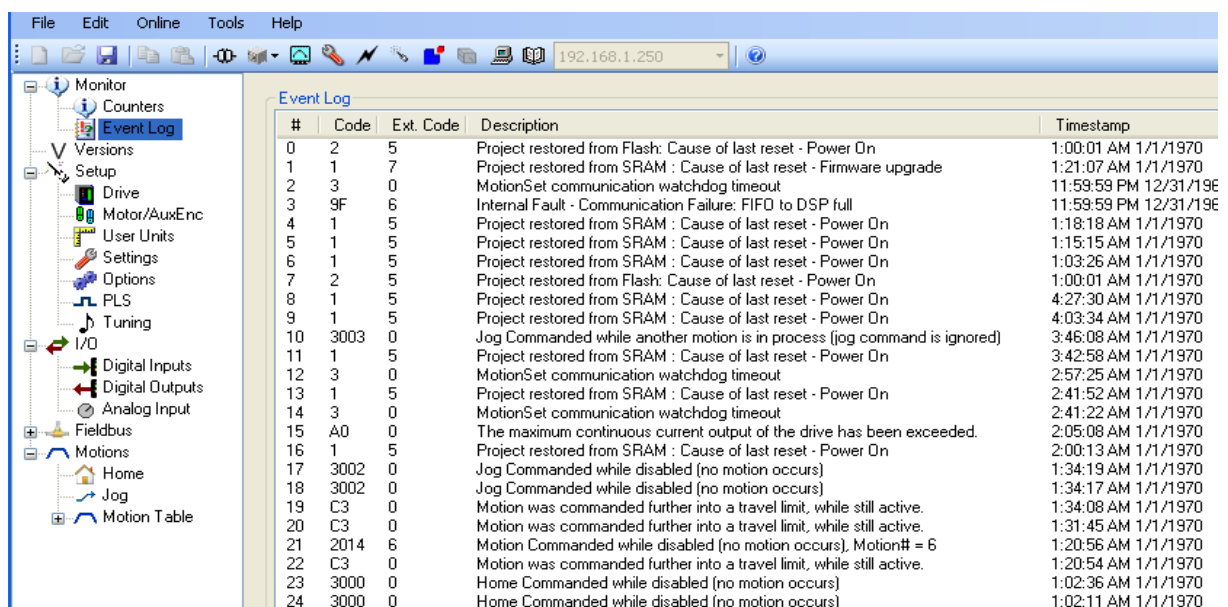 File Edit Online Tools Help
192.168.1.250
Monitor
Counters
Event Log
Versions
Setup
Drive
Motor/AuxEnc
User Units
Settings
Options
PLS
Tuning
I/O
Digital Inputs
Digital Outputs
Analog Input
Fieldbus
Motions
Home
Jog
Motion Table
Event Log
# Code Ext. Code Description Timestamp
0 2 5 Project restored from Flash: Cause of last reset - Power On 1:00:01 AM 1/1/1970
1 1 7 Project restored from SRAM : Cause of last reset - Firmware upgrade 1:21:07 AM 1/1/1970
2 3 0 MotionSet communication watchdog timeout 11:59:59 PM 12/31/196
3 9F 6 Internal Fault - Communication Failure: FIFO to DSP full 11:59:59 PM 12/31/196
4 1 5 Project restored from SRAM : Cause of last reset - Power On 1:18:18 AM 1/1/1970
5 1 5 Project restored from SRAM : Cause of last reset - Power On 1:15:15 AM 1/1/1970
6 1 5 Project restored from SRAM : Cause of last reset - Power On 1:03:26 AM 1/1/1970
7 2 5 Project restored from Flash: Cause of last reset - Power On 1:00:01 AM 1/1/1970
8 1 5 Project restored from SRAM : Cause of last reset - Power On 4:27:30 AM 1/1/1970
9 1 5 Project restored from SRAM : Cause of last reset - Power On 4:03:34 AM 1/1/1970
10 3003 0 Jog Commanded while another motion is in process (jog command is ignored) 3:46:08 AM 1/1/1970
11 1 5 Project restored from SRAM : Cause of last reset - Power On 3:42:58 AM 1/1/1970
12 3 0 MotionSet communication watchdog timeout 2:57:25 AM 1/1/1970
13 1 5 Project restored from SRAM : Cause of last reset - Power On 2:41:52 AM 1/1/1970
14 3 0 MotionSet communication watchdog timeout 2:41:22 AM 1/1/1970
15 A0 0 The maximum continuous current output of the drive has been exceeded. 2:05:08 AM 1/1/1970
16 1 5 Project restored from SRAM : Cause of last reset - Power On 2:00:13 AM 1/1/1970
17 3002 0 Jog Commanded while disabled (no motion occurs) 1:34:19 AM 1/1/1970
18 3002 0 Jog Commanded while disabled (no motion occurs) 1:34:17 AM 1/1/1970
19 C3 0 Motion was commanded further into a travel limit, while still active. 1:34:08 AM 1/1/1970
20 C3 0 Motion was commanded further into a travel limit, while still active. 1:31:45 AM 1/1/1970
21 2014 6 Motion Commanded while disabled (no motion occurs), Motion# = 6 1:20:56 AM 1/1/1970
22 C3 0 Motion was commanded further into a travel limit, while still active. 1:20:54 AM 1/1/1970
23 3000 0 Home Commanded while disabled (no motion occurs) 1:02:36 AM 1/1/1970
24 3000 0 Home Commanded while disabled (no motion occurs) 1:02:11 AM 1/1/1970